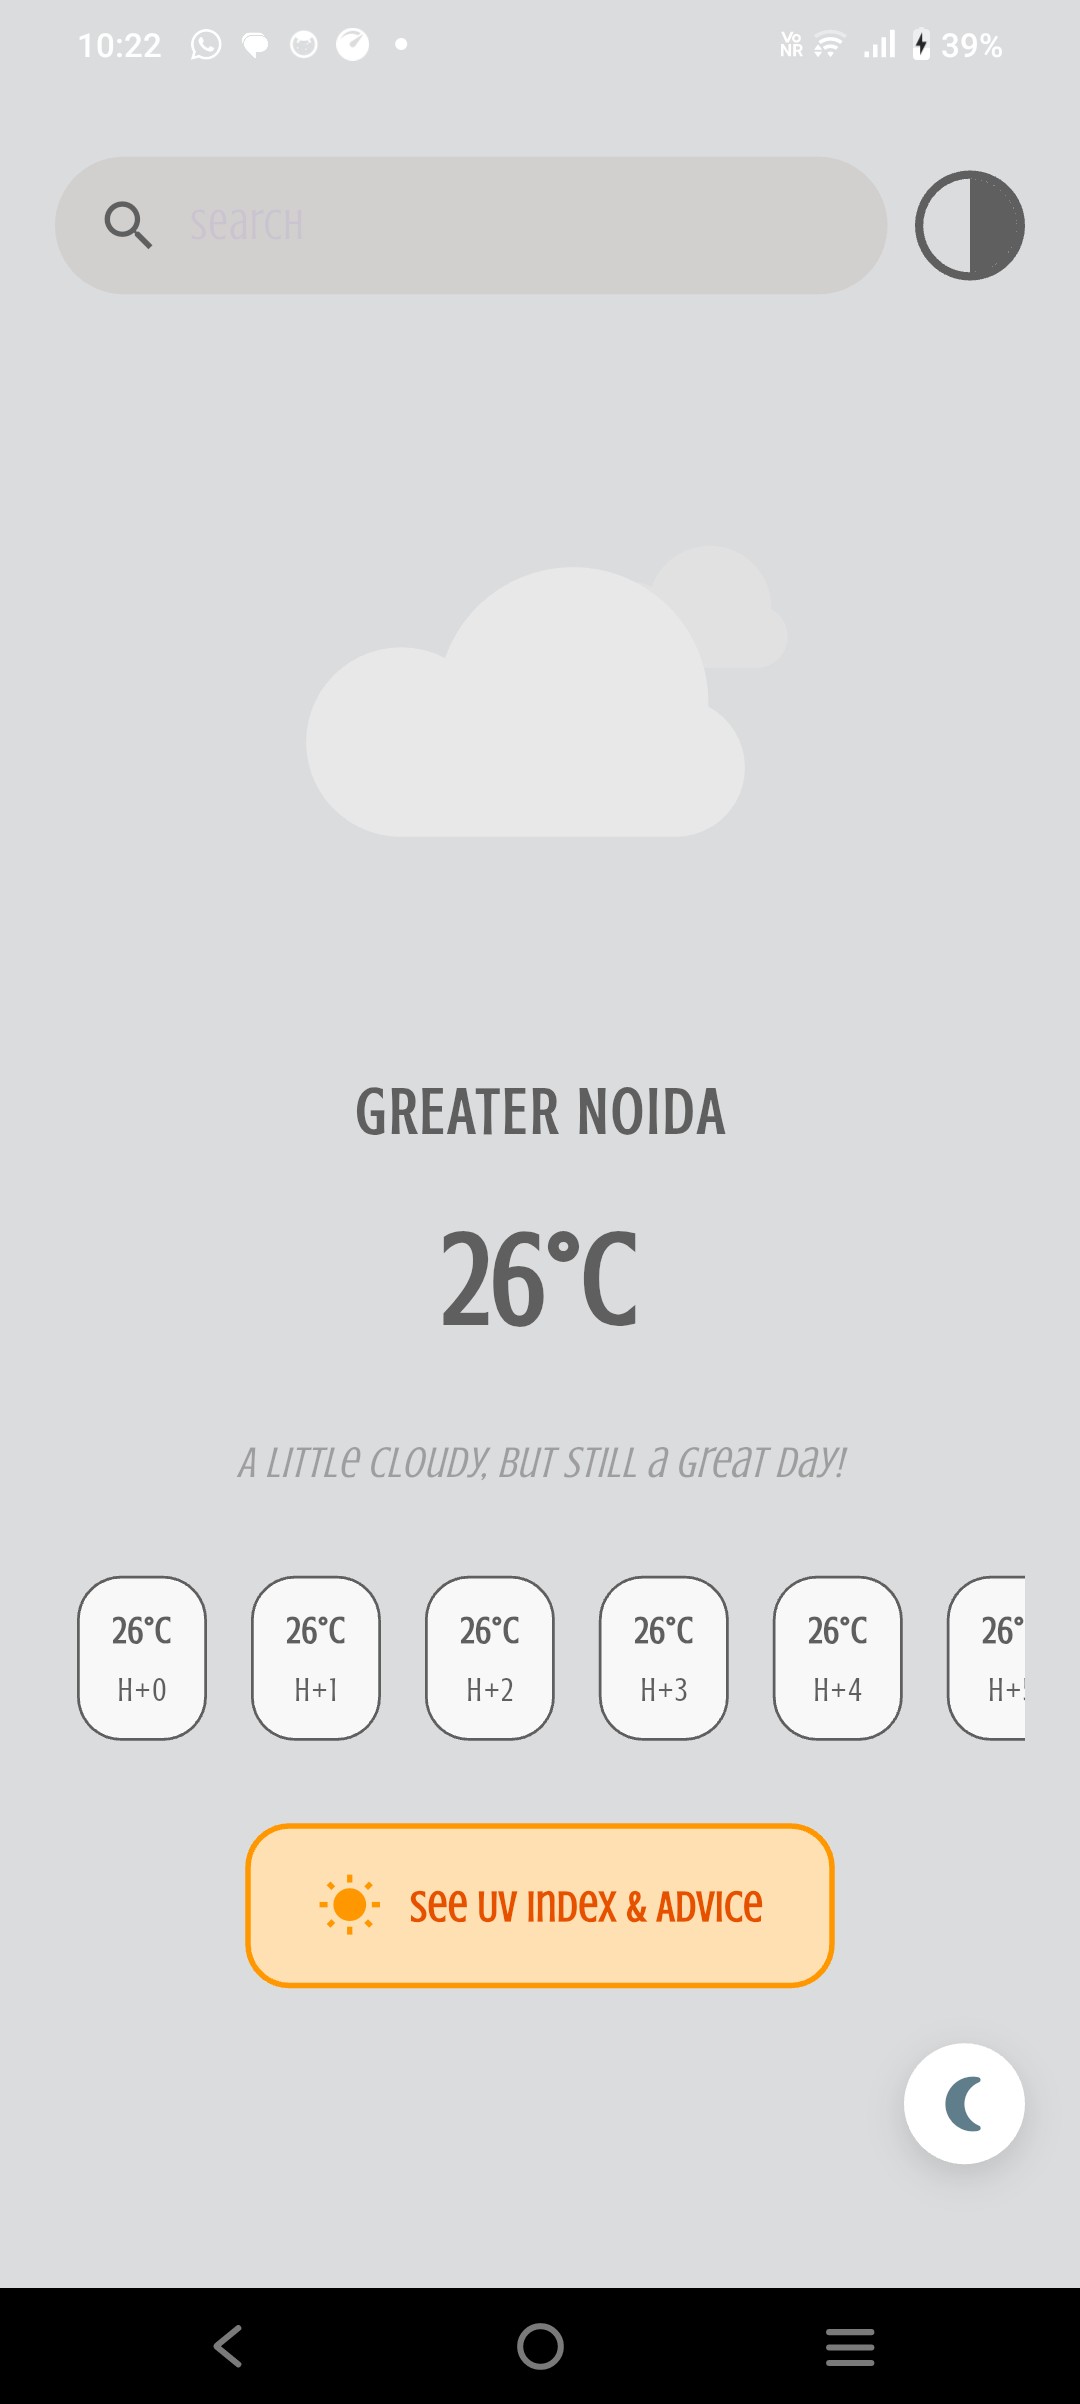 10:22
Vo
NR
39%
search
GREATER NOIDA
26°C
A little cloudy, but still a great day!
26°C 26°C 26°C 26°C 26°C 26°
H+0 H+1 H+2 H+3 H+4 H+
See UV Index & Advice